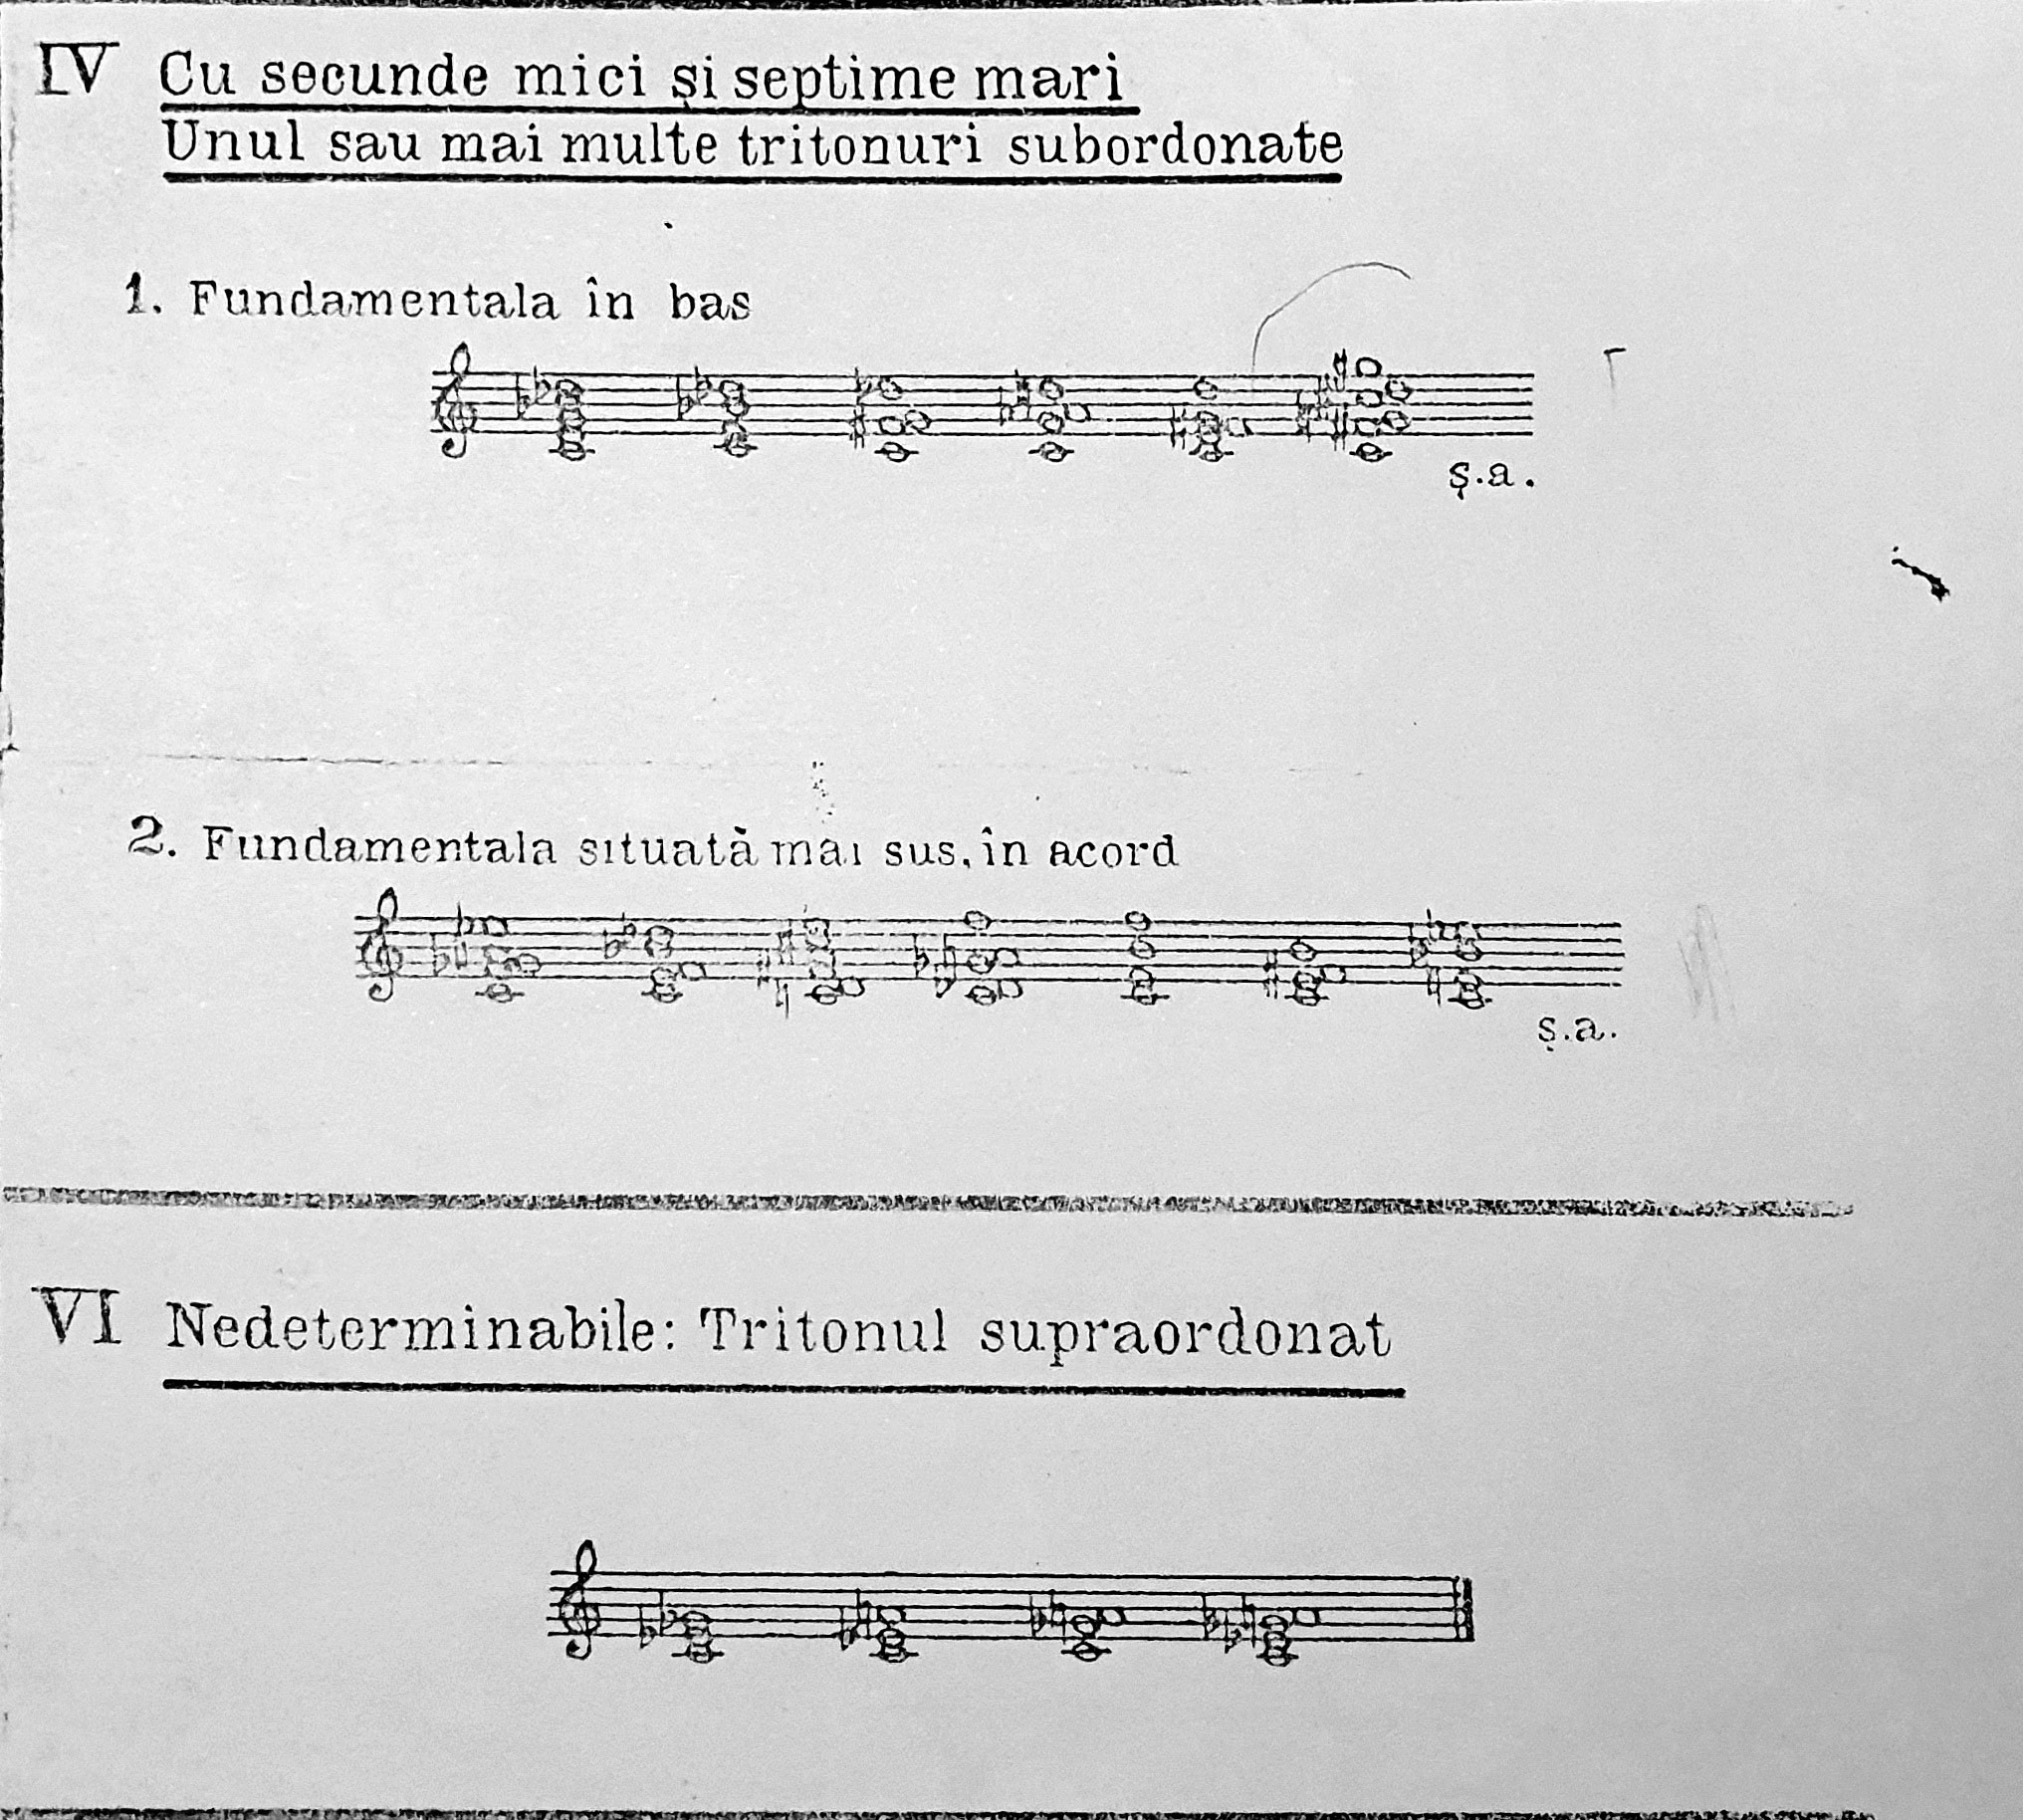 IV Cu secunde mici și septime mari
Unul sau mai multe tritonuri subordonate
1. Fundamentala în bas
ș.a.
2. Fundamentala situată mai sus, în acord
ș.a.
VI Nedeterminabile: Tritonul supraordonat